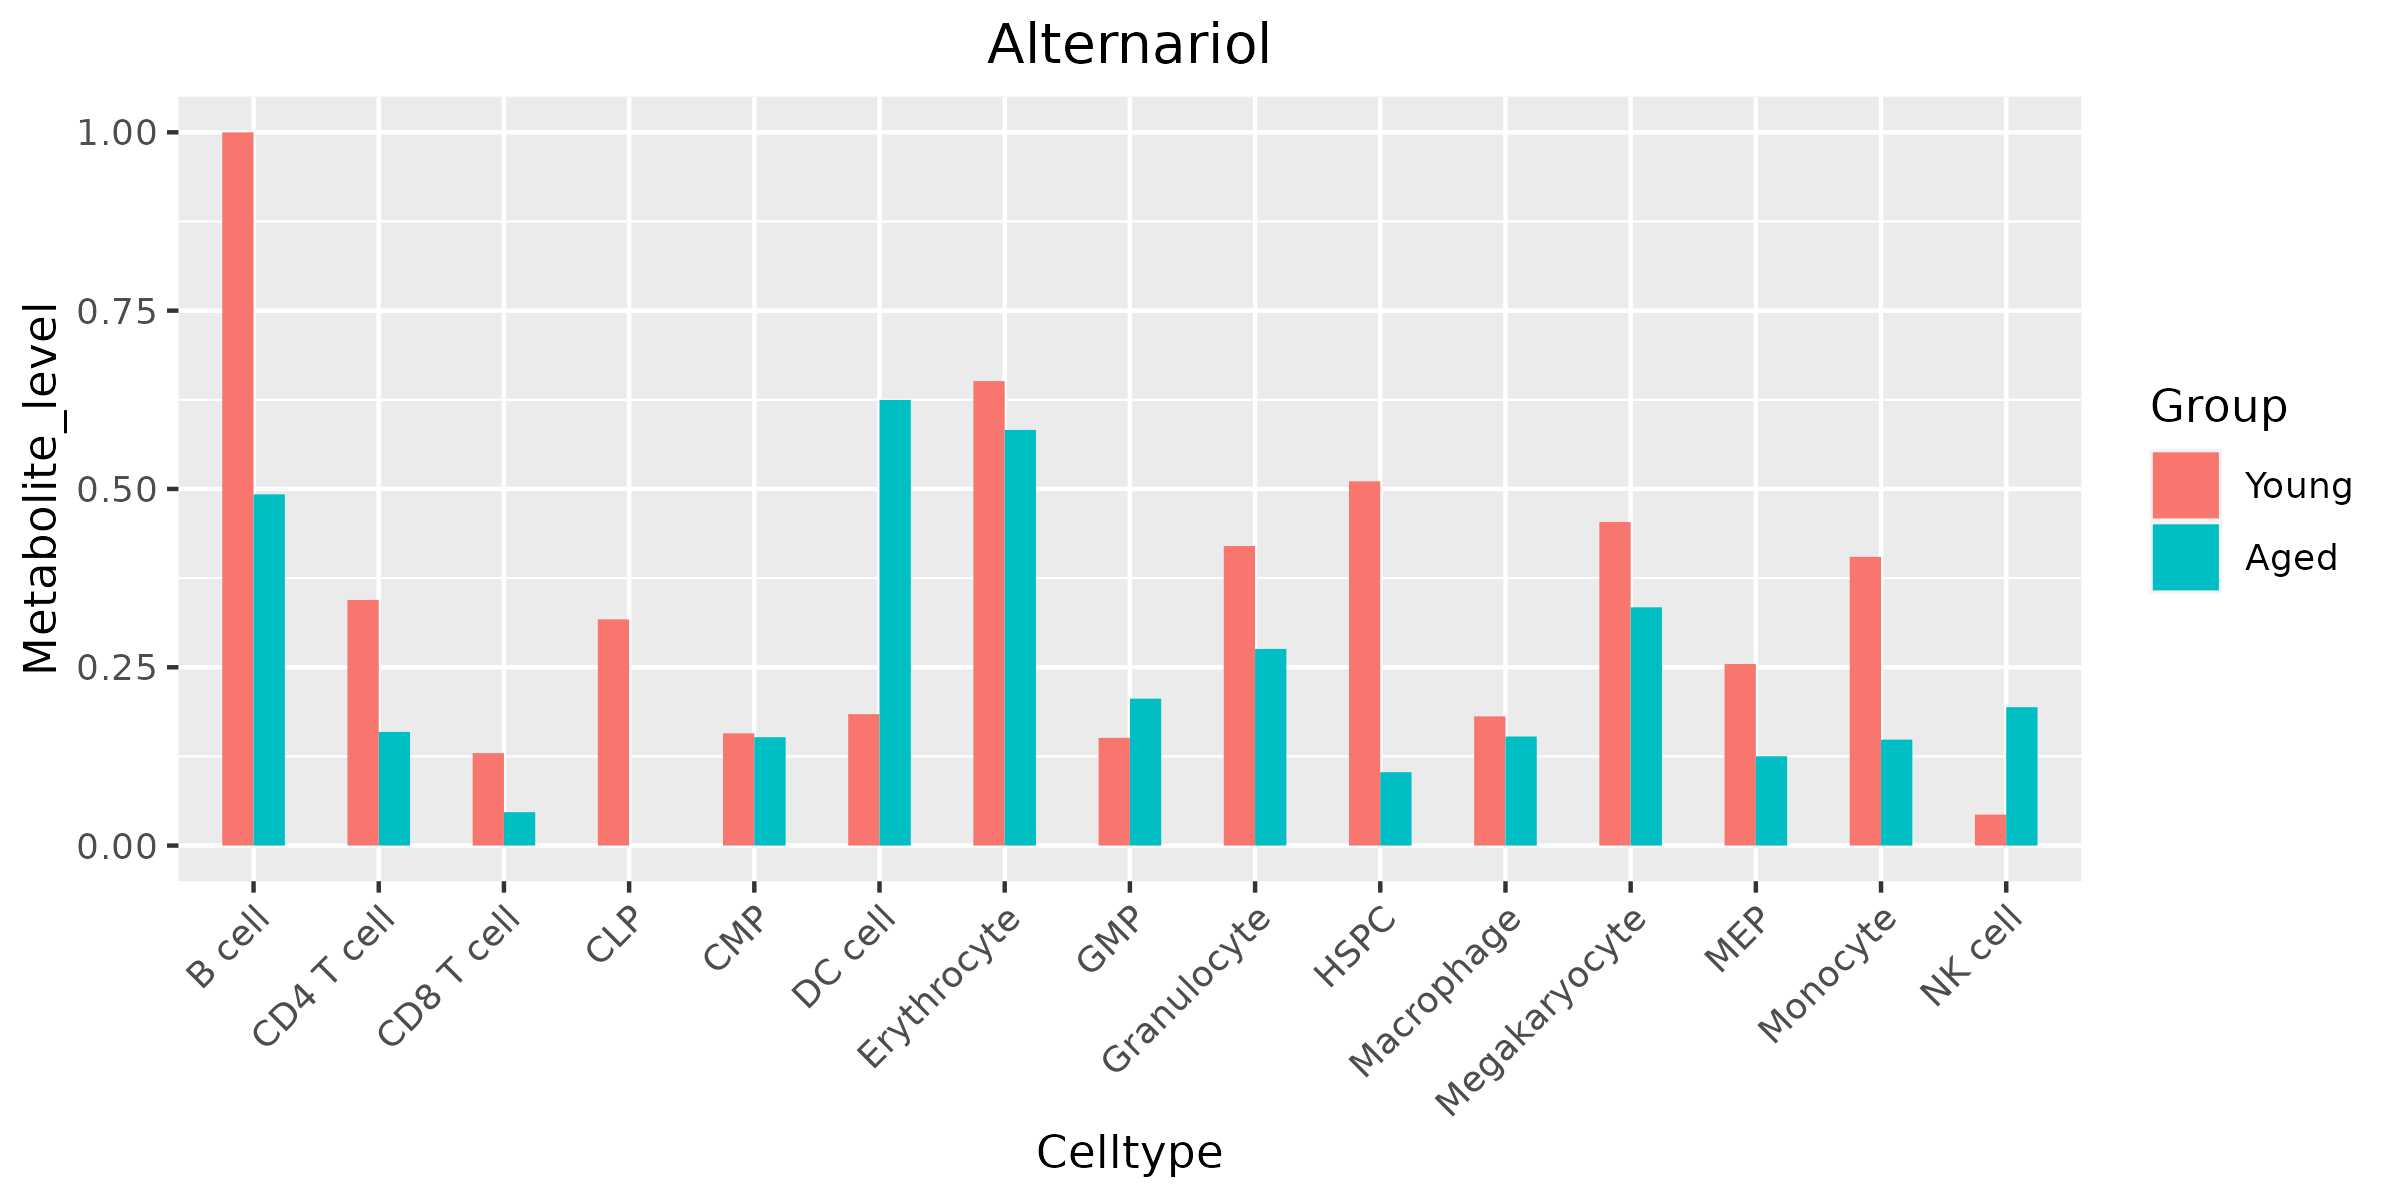 Alternariol
Metabolite_level
1.00
0.75
0.50
0.25
0.00
B cell
CD4 T cell
CD8 T cell
CLP
CMP
DC cell
Erythrocyte
GMP
Granulocyte
HSPC
Macrophage
Megakaryocyte
MEP
Monocyte
NK cell
Celltype
Group
Young
Aged